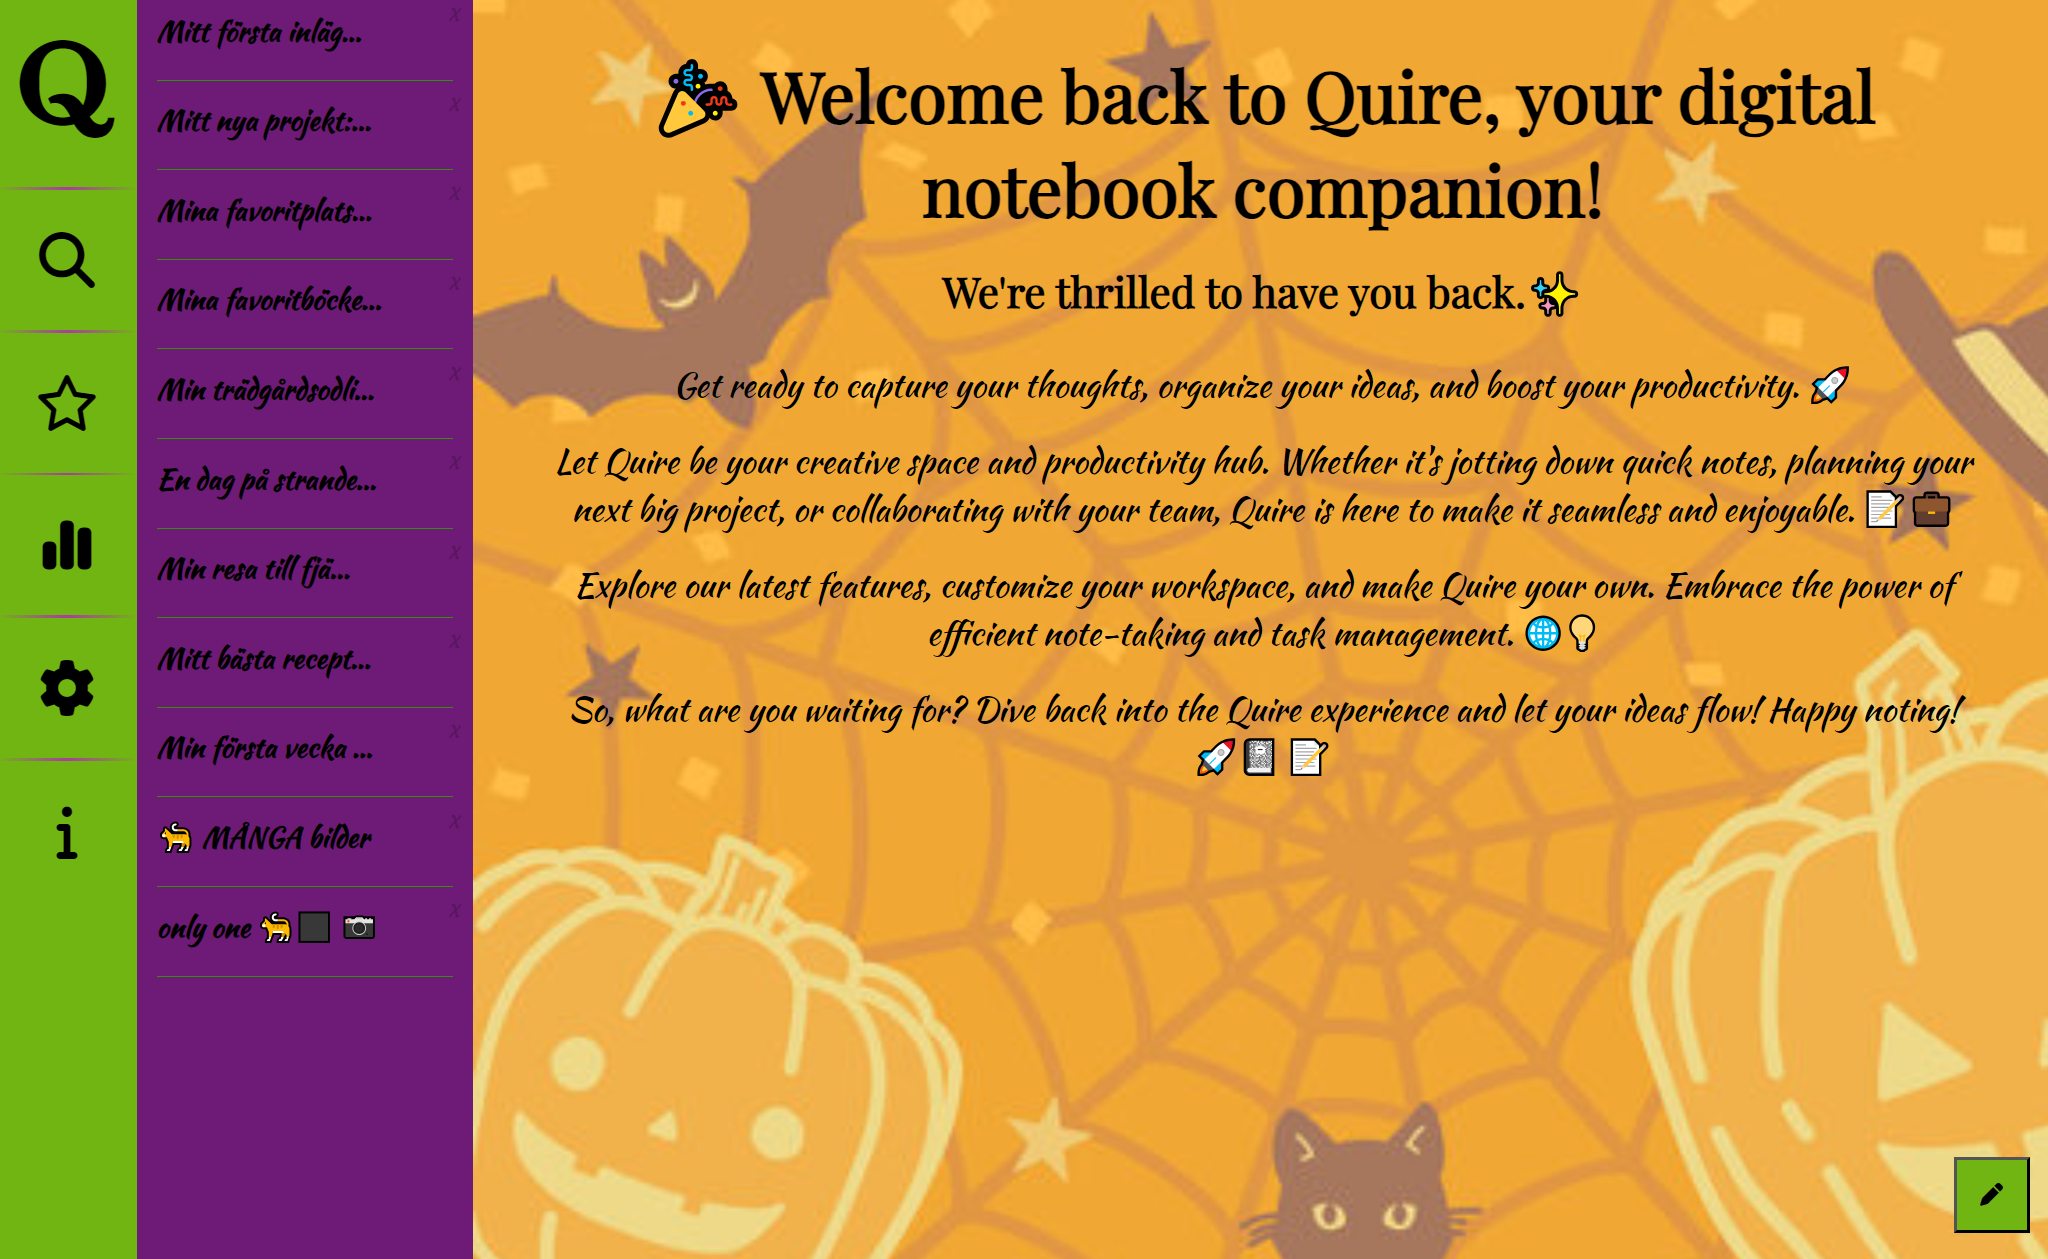 Q
Mitt första inläg...
x
Mitt nya projekt:...
x
Mina favoritplats...
x
Mina favoritböcke...
x
Min trädgårdsodli...
x
En dag på strande...
x
Min resa till fjä...
x
Mitt bästa recept...
x
Min första vecka ...
x
🐈 MÅNGA bilder
x
only one 🐈⬛ 📷
x
🎉 Welcome back to Quire, your digital
notebook companion!
We're thrilled to have you back.✨
Get ready to capture your thoughts, organize your ideas, and boost your productivity. 🚀
Let Quire be your creative space and productivity hub. Whether it's jotting down quick notes, planning your
next big project, or collaborating with your team, Quire is here to make it seamless and enjoyable. 📝💼
Explore our latest features, customize your workspace, and make Quire your own. Embrace the power of
efficient note-taking and task management. 🌐💡
So, what are you waiting for? Dive back into the Quire experience and let your ideas flow! Happy noting!
🚀📓📝